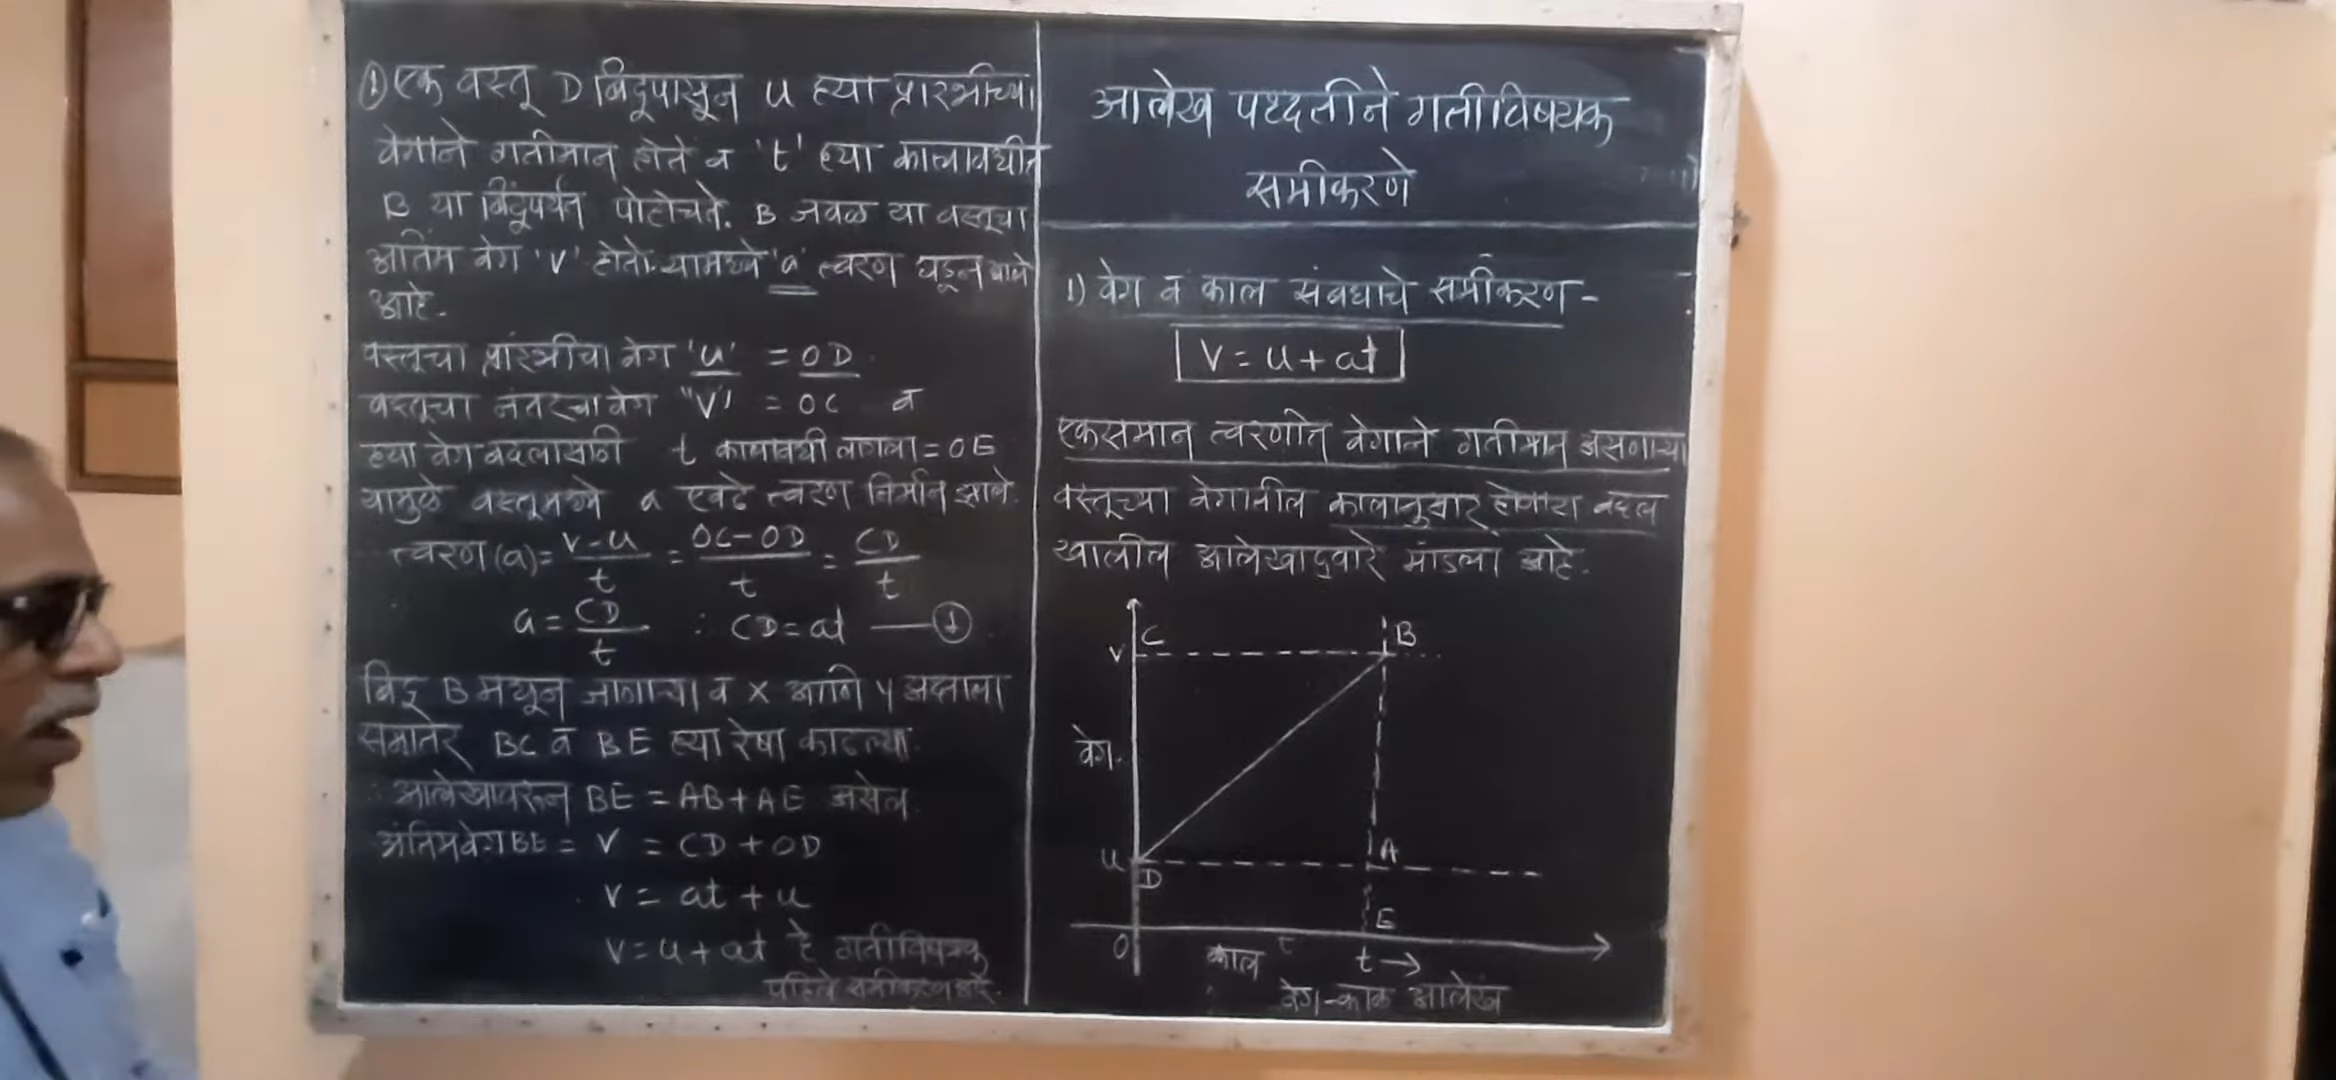 ① एक वस्तू D बिंदूपासून u ह्या प्रारंभीच्या
वेगाने गतीमान होते व 't' ह्या कालावधीत
B या बिंदूपर्यंत पोहोचते. B जवळ या वस्तूचा
अंतिम वेग 'v' होतो. यामध्ये 'a' त्वरण घडून आले
आहे.
वस्तूचा प्रारंभीचा वेग 'u' = OD
वस्तूचा नंतरचा वेग "V" = OC व
ह्या वेग बदलासाठी t कालावधी लागला = OE
यामुळे वस्तूमध्ये a एवढे त्वरण निर्माण झाले.
त्वरण (a) = v-u/t = OC-OD/t = CD/t
a = CD/t ∴ CD = at —①
बिंदू B मधून जाणाऱ्या व X आणि Y अक्षाला
समांतर BC व BE ह्या रेषा काढल्या.
∴ आलेखावरून BE = AB + AE असेल.
अंतिम वेग BE = V = CD + OD
V = at + u
V = u + at हे गतीविषयक
पहिले समीकरण आहे.
आलेख पध्दतीने गतीविषयक
समीकरणे
1) वेग व काल संबंधाचे समीकरण -
V = u + at
एकसमान त्वरणीत वेगाने गतीमान असणाऱ्या
वस्तूच्या वेगातील कालानुसार होणारा बदल
खालील आलेखाद्वारे मांडला आहे.
V C B
वेग
u D A
E
O काल t t →
वेग-काल आलेख